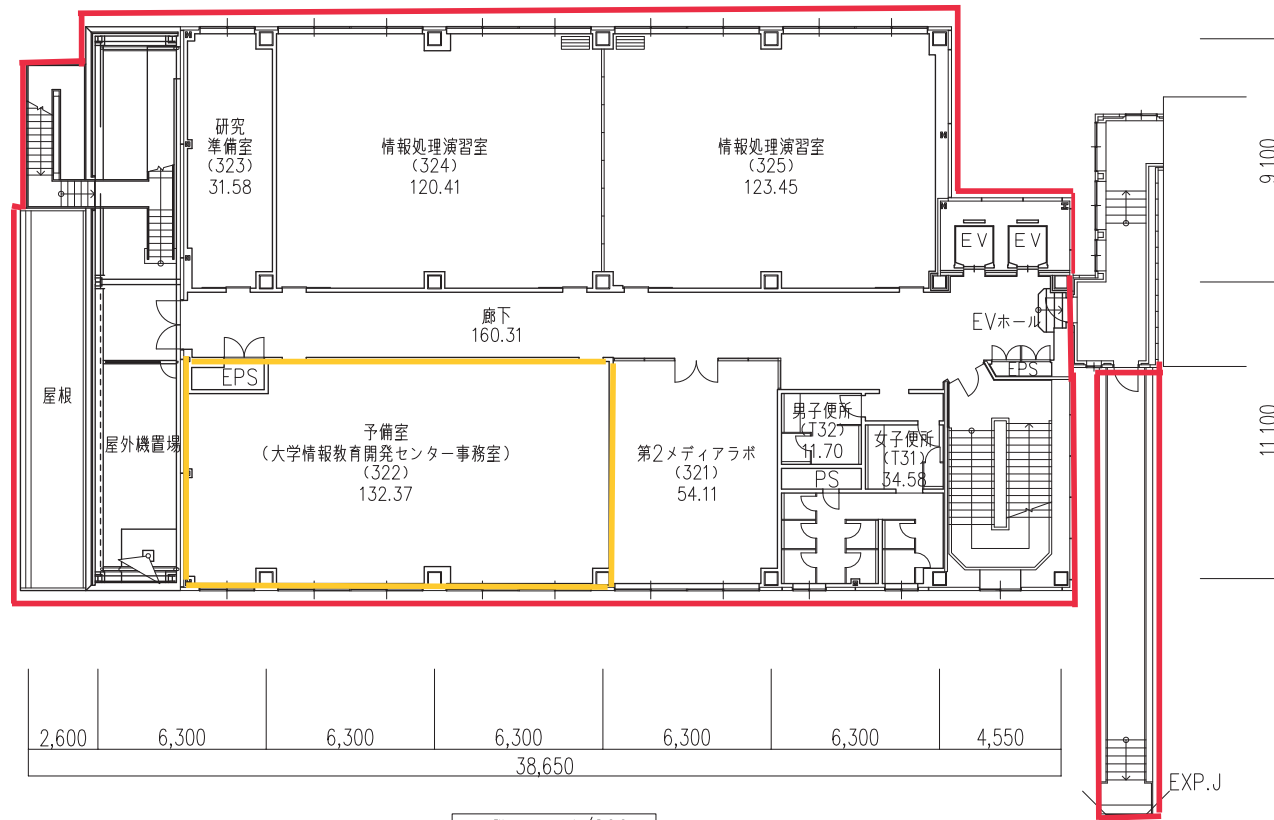 研究
準備室
(323)
31.58
情報処理演習室
(324)
120.41
情報処理演習室
(325)
123.45
EV
EV
9,100
廊下
160.31
EVホール
EPS
EPS
屋根
屋外機置場
予備室
(大学情報教育開発センター事務室)
(322)
132.37
第2メディアラボ
(321)
54.11
男子便所
(T32)
11.70
女子便所
(T31)
34.58
PS
11,100
2,600
6,300
6,300
6,300
6,300
6,300
4,550
38,650
EXP.J